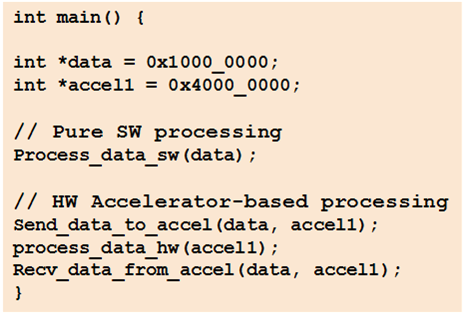 int main() {
int *data = 0x1000_0000;
int *accel1 = 0x4000_0000;
// Pure SW processing
Process_data_sw(data);
// HW Accelerator-based processing
Send_data_to_accel(data, accel1);
process_data_hw(accel1);
Recv_data_from_accel(data, accel1);
}